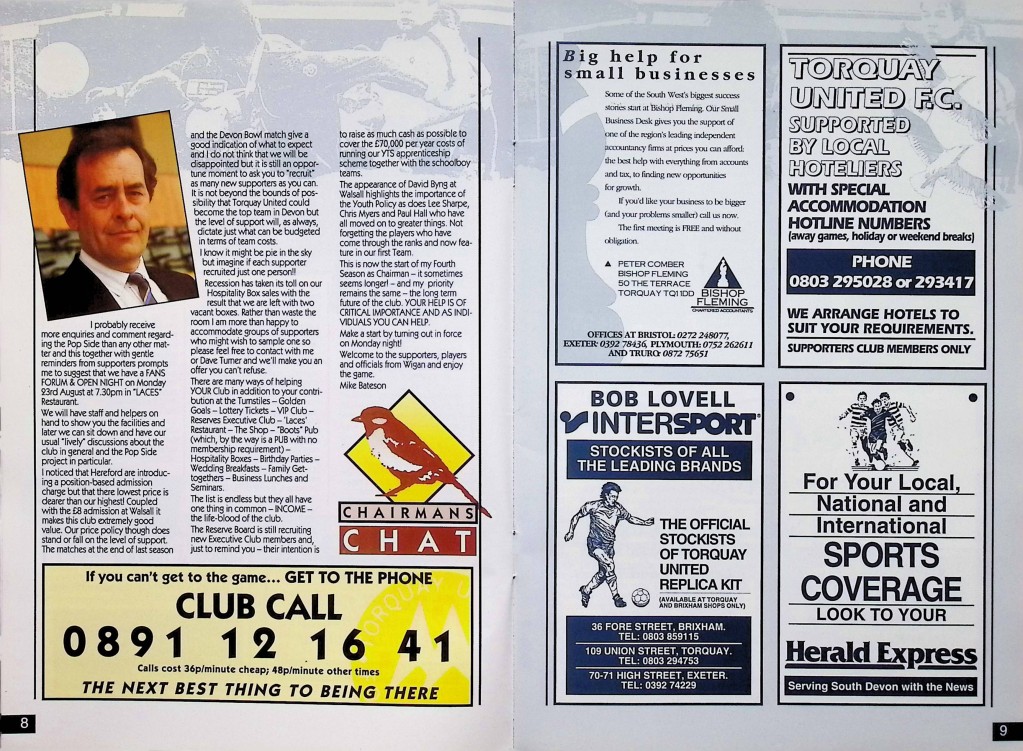 I probably receive
more enquiries and comment regard-
ing the Pop Side than any other mat-
ter and this together with gentle
reminders from supporters prompts
me to suggest that we have a FANS
FORUM & OPEN NIGHT on Monday
23rd August at 7.30pm in "LACES"
Restaurant.
We will have staff and helpers on
hand to show you the facilities and
later we can sit down and have our
usual "lively" discussions about the
club in general and the Pop Side
project in particular.
I noticed that Hereford are introduc-
ing a position-based admission
charge but that there lowest price is
dearer than our highest! Coupled
with the £8 admission at Walsall it
makes this club extremely good
value. Our price policy though does
stand or fall on the level of support.
The matches at the end of last season
and the Devon Bowl match give a
good indication of what to expect
and I do not think that we will be
disappointed but it is still an oppor-
tune moment to ask you to "recruit"
as many new supporters as you can.
It is not beyond the bounds of pos-
sibility that Torquay United could
become the top team in Devon but
the level of support will, as always,
dictate just what can be budgeted
in terms of team costs.
I know it might be pie in the sky
but imagine if each supporter
recruited just one person!!
Recession has taken its toll on our
Hospitality Box sales with the
result that we are left with two
vacant boxes. Rather than waste the
room I am more than happy to
accommodate groups of supporters
who might wish to sample one so
please feel free to contact with me
or Dave Turner and we'll make you an
offer you can't refuse.
There are many ways of helping
YOUR Club in addition to your contri-
bution at the Turnstiles – Golden
Goals – Lottery Tickets – VIP Club –
Reserves Executive Club – 'Laces'
Restaurant – The Shop – "Boots" Pub
(which, by the way is a PUB with no
membership requirement) –
Hospitality Boxes – Birthday Parties –
Wedding Breakfasts – Family Get-
togethers – Business Lunches and
Seminars.
The list is endless but they all have
one thing in common – INCOME –
the life-blood of the club.
The Reserve Board is still recruiting
new Executive Club members and,
just to remind you – their intention is
to raise as much cash as possible to
cover the £70,000 per year costs of
running our YTS apprenticeship
scheme together with the schoolboy
teams.
The appearance of David Byng at
Walsall highlights the importance of
the Youth Policy as does Lee Sharpe,
Chris Myers and Paul Hall who have
all moved on to greater things. Not
forgetting the players who have
come through the ranks and now fea-
ture in our first Team.
This is now the start of my Fourth
Season as Chairman – it sometimes
seems longer! – and my priority
remains the same – the long term
future of the club. YOUR HELP IS OF
CRITICAL IMPORTANCE AND AS INDI-
VIDUALS YOU CAN HELP.
Make a start by turning out in force
on Monday night!
Welcome to the supporters, players
and officials from Wigan and enjoy
the game.
Mike Bateson
CHAIRMANS
CHAT
If you can't get to the game... GET TO THE PHONE
CLUB CALL
0891 12 16 41
Calls cost 36p/minute cheap; 48p/minute other times
THE NEXT BEST THING TO BEING THERE
TORQUAY U
8
Big help for
small businesses
Some of the South West's biggest success
stories start at Bishop Fleming. Our Small
Business Desk gives you the support of
one of the region's leading independent
accountancy firms at prices you can afford:
the best help with everything from accounts
and tax, to finding new opportunities
for growth.
If you'd like your business to be bigger
(and your problems smaller) call us now.
The first meeting is FREE and without
obligation.
▲ PETER COMBER
BISHOP FLEMING
50 THE TERRACE
TORQUAY TQ1 1DD
BISHOP
FLEMING
CHARTERED ACCOUNTANTS
OFFICES AT BRISTOL: 0272 248077,
EXETER: 0392 78436, PLYMOUTH: 0752 262611
AND TRURO: 0872 75651
TORQUAY
UNITED F.C.
SUPPORTED
BY LOCAL
HOTELIERS
WITH SPECIAL
ACCOMMODATION
HOTLINE NUMBERS
(away games, holiday or weekend breaks)
PHONE
0803 295028 or 293417
WE ARRANGE HOTELS TO
SUIT YOUR REQUIREMENTS.
SUPPORTERS CLUB MEMBERS ONLY
BOB LOVELL
INTERSPORT
STOCKISTS OF ALL
THE LEADING BRANDS
THE OFFICIAL
STOCKISTS
OF TORQUAY
UNITED
REPLICA KIT
(AVAILABLE AT TORQUAY
AND BRIXHAM SHOPS ONLY)
36 FORE STREET, BRIXHAM.
TEL: 0803 859115
109 UNION STREET, TORQUAY.
TEL: 0803 294753
70-71 HIGH STREET, EXETER.
TEL: 0392 74229
For Your Local,
National and
International
SPORTS
COVERAGE
LOOK TO YOUR
Herald Express
Serving South Devon with the News
9